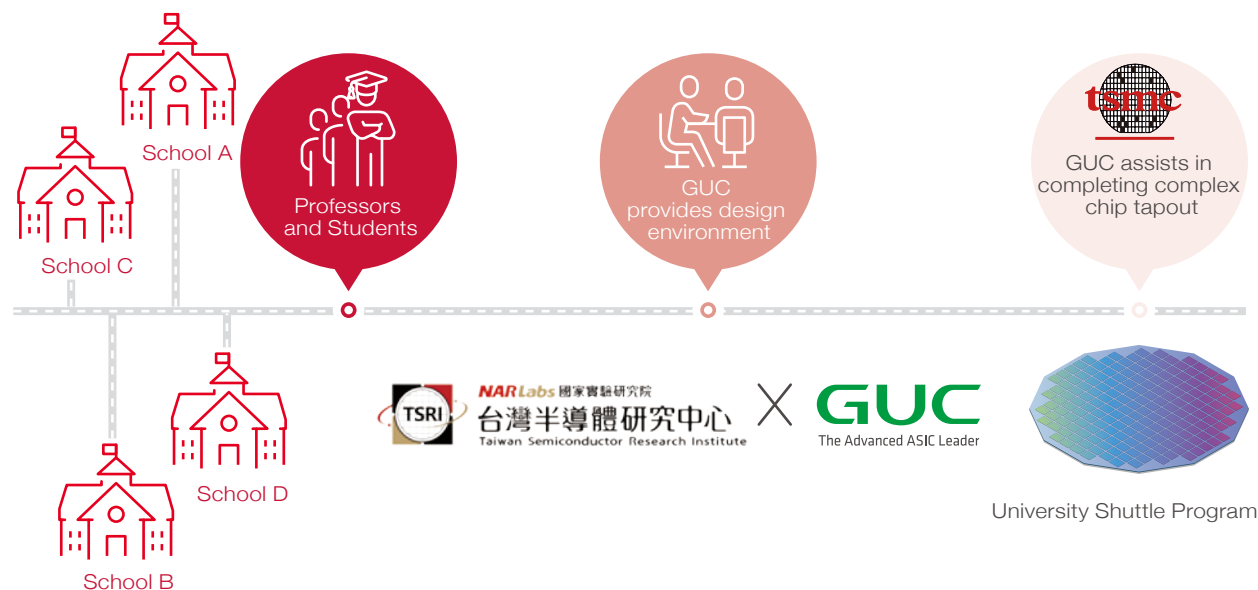 School A
School C
School D
School B
Professors
and Students
GUC
provides design
environment
tsmc
GUC assists in
completing complex
chip tapout
TSRI
NARLabs 國家實驗研究院
台灣半導體研究中心
Taiwan Semiconductor Research Institute
X
GUC
The Advanced ASIC Leader
University Shuttle Program